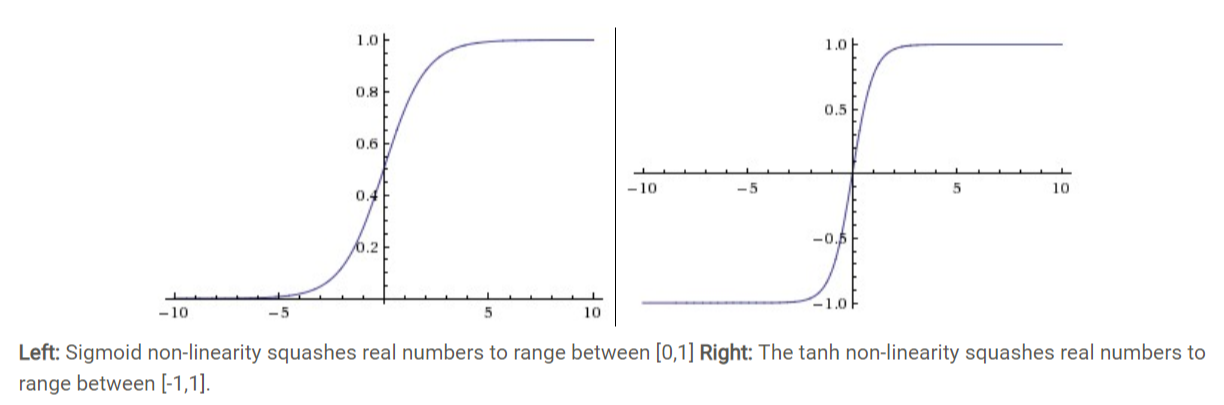 1.0
0.8
0.6
0.4
0.2
−10 −5 5 10
1.0
0.5
−10 −5 5 10
−0.5
−1.0
Left: Sigmoid non-linearity squashes real numbers to range between [0,1] Right: The tanh non-linearity squashes real numbers to
range between [-1,1].